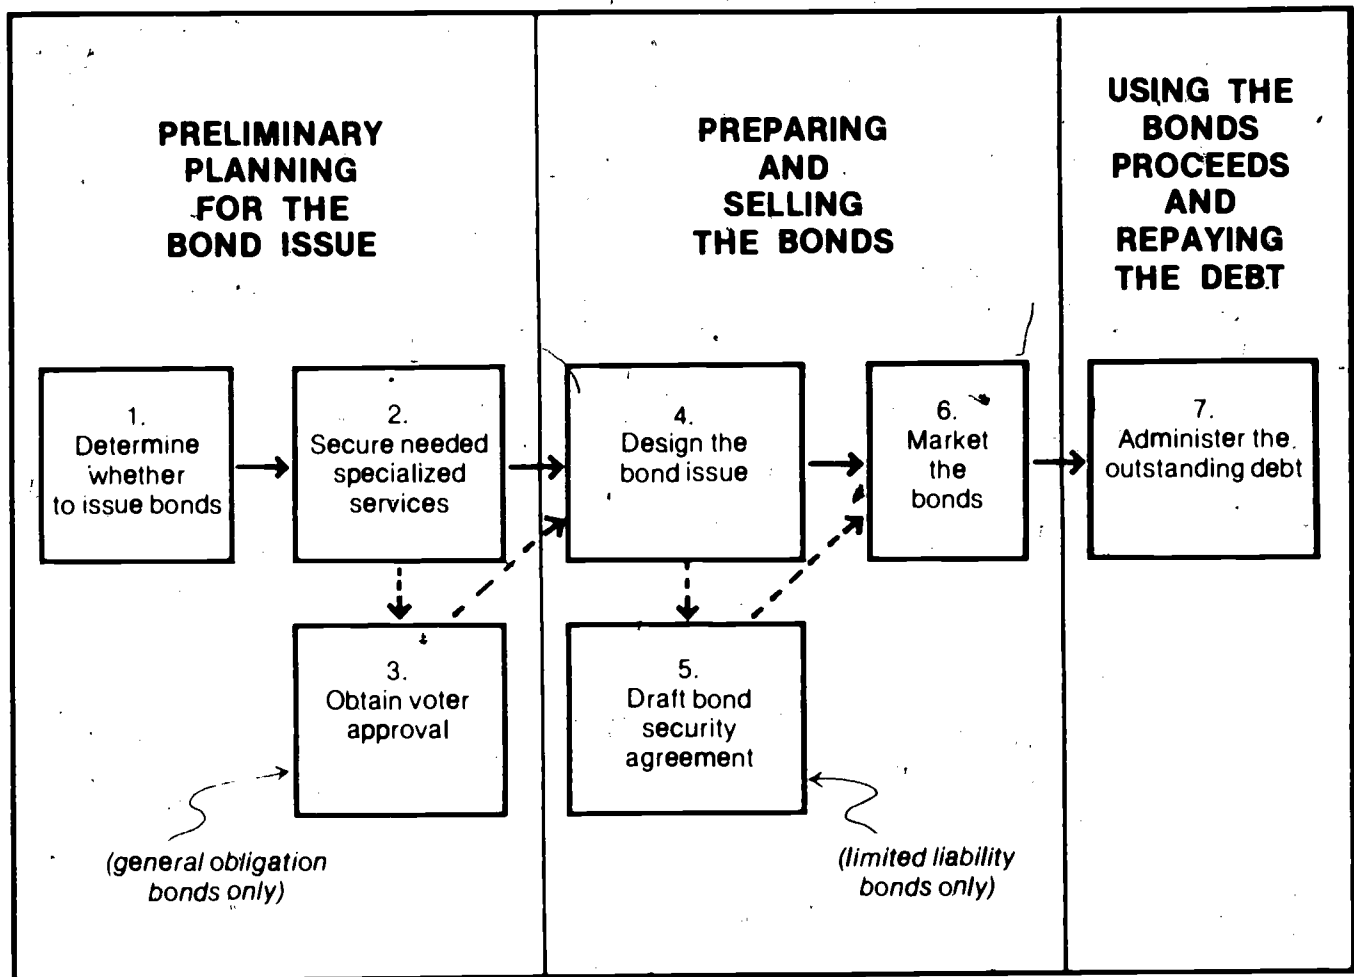 PRELIMINARY
PLANNING
FOR THE
BOND ISSUE
PREPARING
AND
SELLING
THE BONDS
USING THE
BONDS
PROCEEDS
AND
REPAYING
THE DEBT
1.
Determine
whether
to issue bonds
2.
Secure needed
specialized
services
3.
Obtain voter
approval
(general obligation
bonds only)
4.
Design the
bond issue
5.
Draft bond
security
agreement
(limited liability
bonds only)
6.
Market
the
bonds
7.
Administer the
outstanding debt